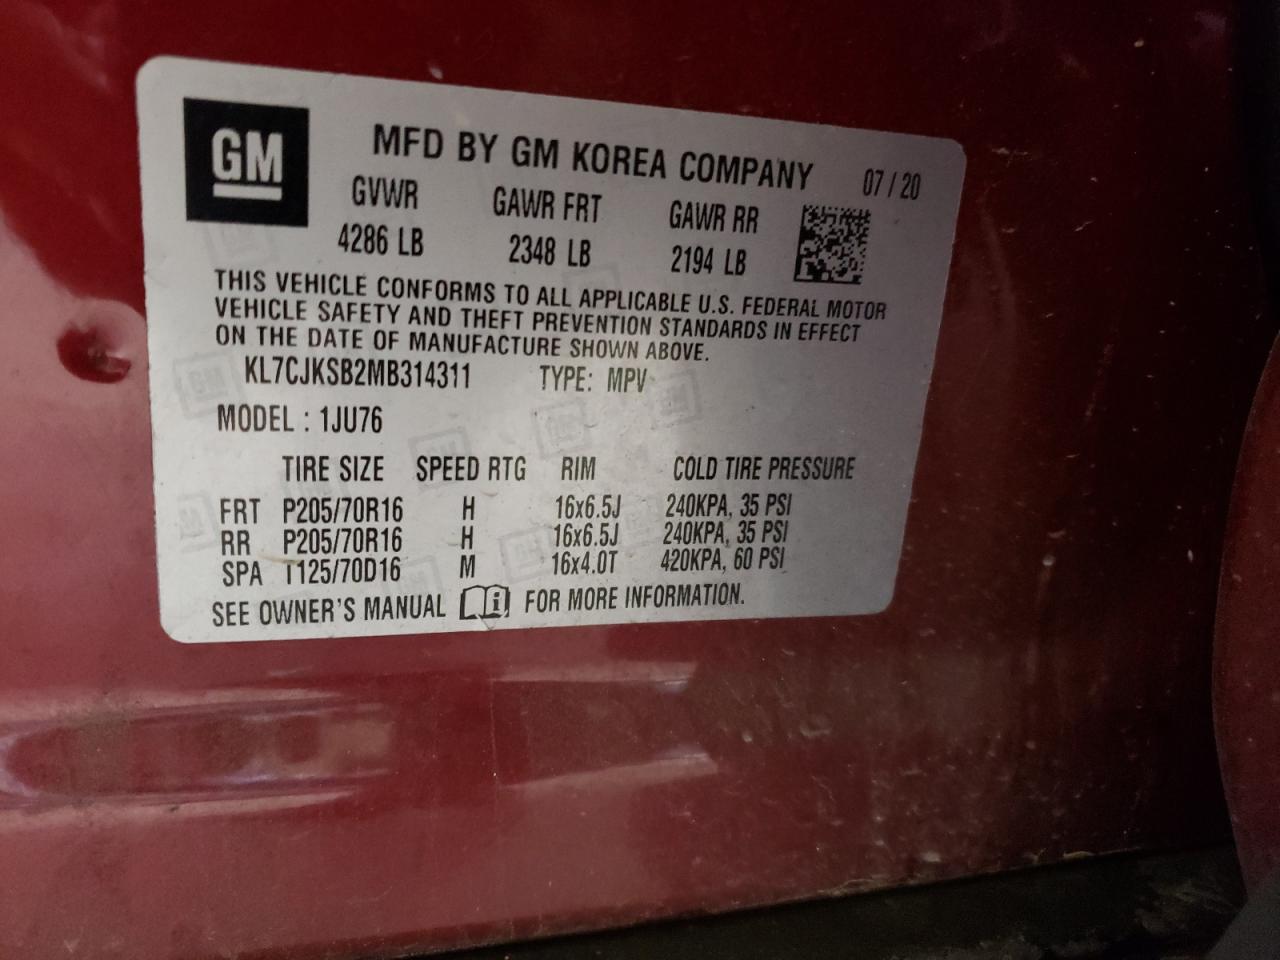 GM
MFD BY GM KOREA COMPANY 07/20
GVWR GAWR FRT GAWR RR
4286 LB 2348 LB 2194 LB
THIS VEHICLE CONFORMS TO ALL APPLICABLE U.S. FEDERAL MOTOR
VEHICLE SAFETY AND THEFT PREVENTION STANDARDS IN EFFECT
ON THE DATE OF MANUFACTURE SHOWN ABOVE.
KL7CJKSB2MB314311 TYPE: MPV
MODEL : 1JU76
TIRE SIZE SPEED RTG RIM COLD TIRE PRESSURE
FRT P205/70R16 H 16x6.5J 240KPA, 35 PSI
RR P205/70R16 H 16x6.5J 240KPA, 35 PSI
SPA T125/70D16 M 16x4.0T 420KPA, 60 PSI
SEE OWNER'S MANUAL i FOR MORE INFORMATION.